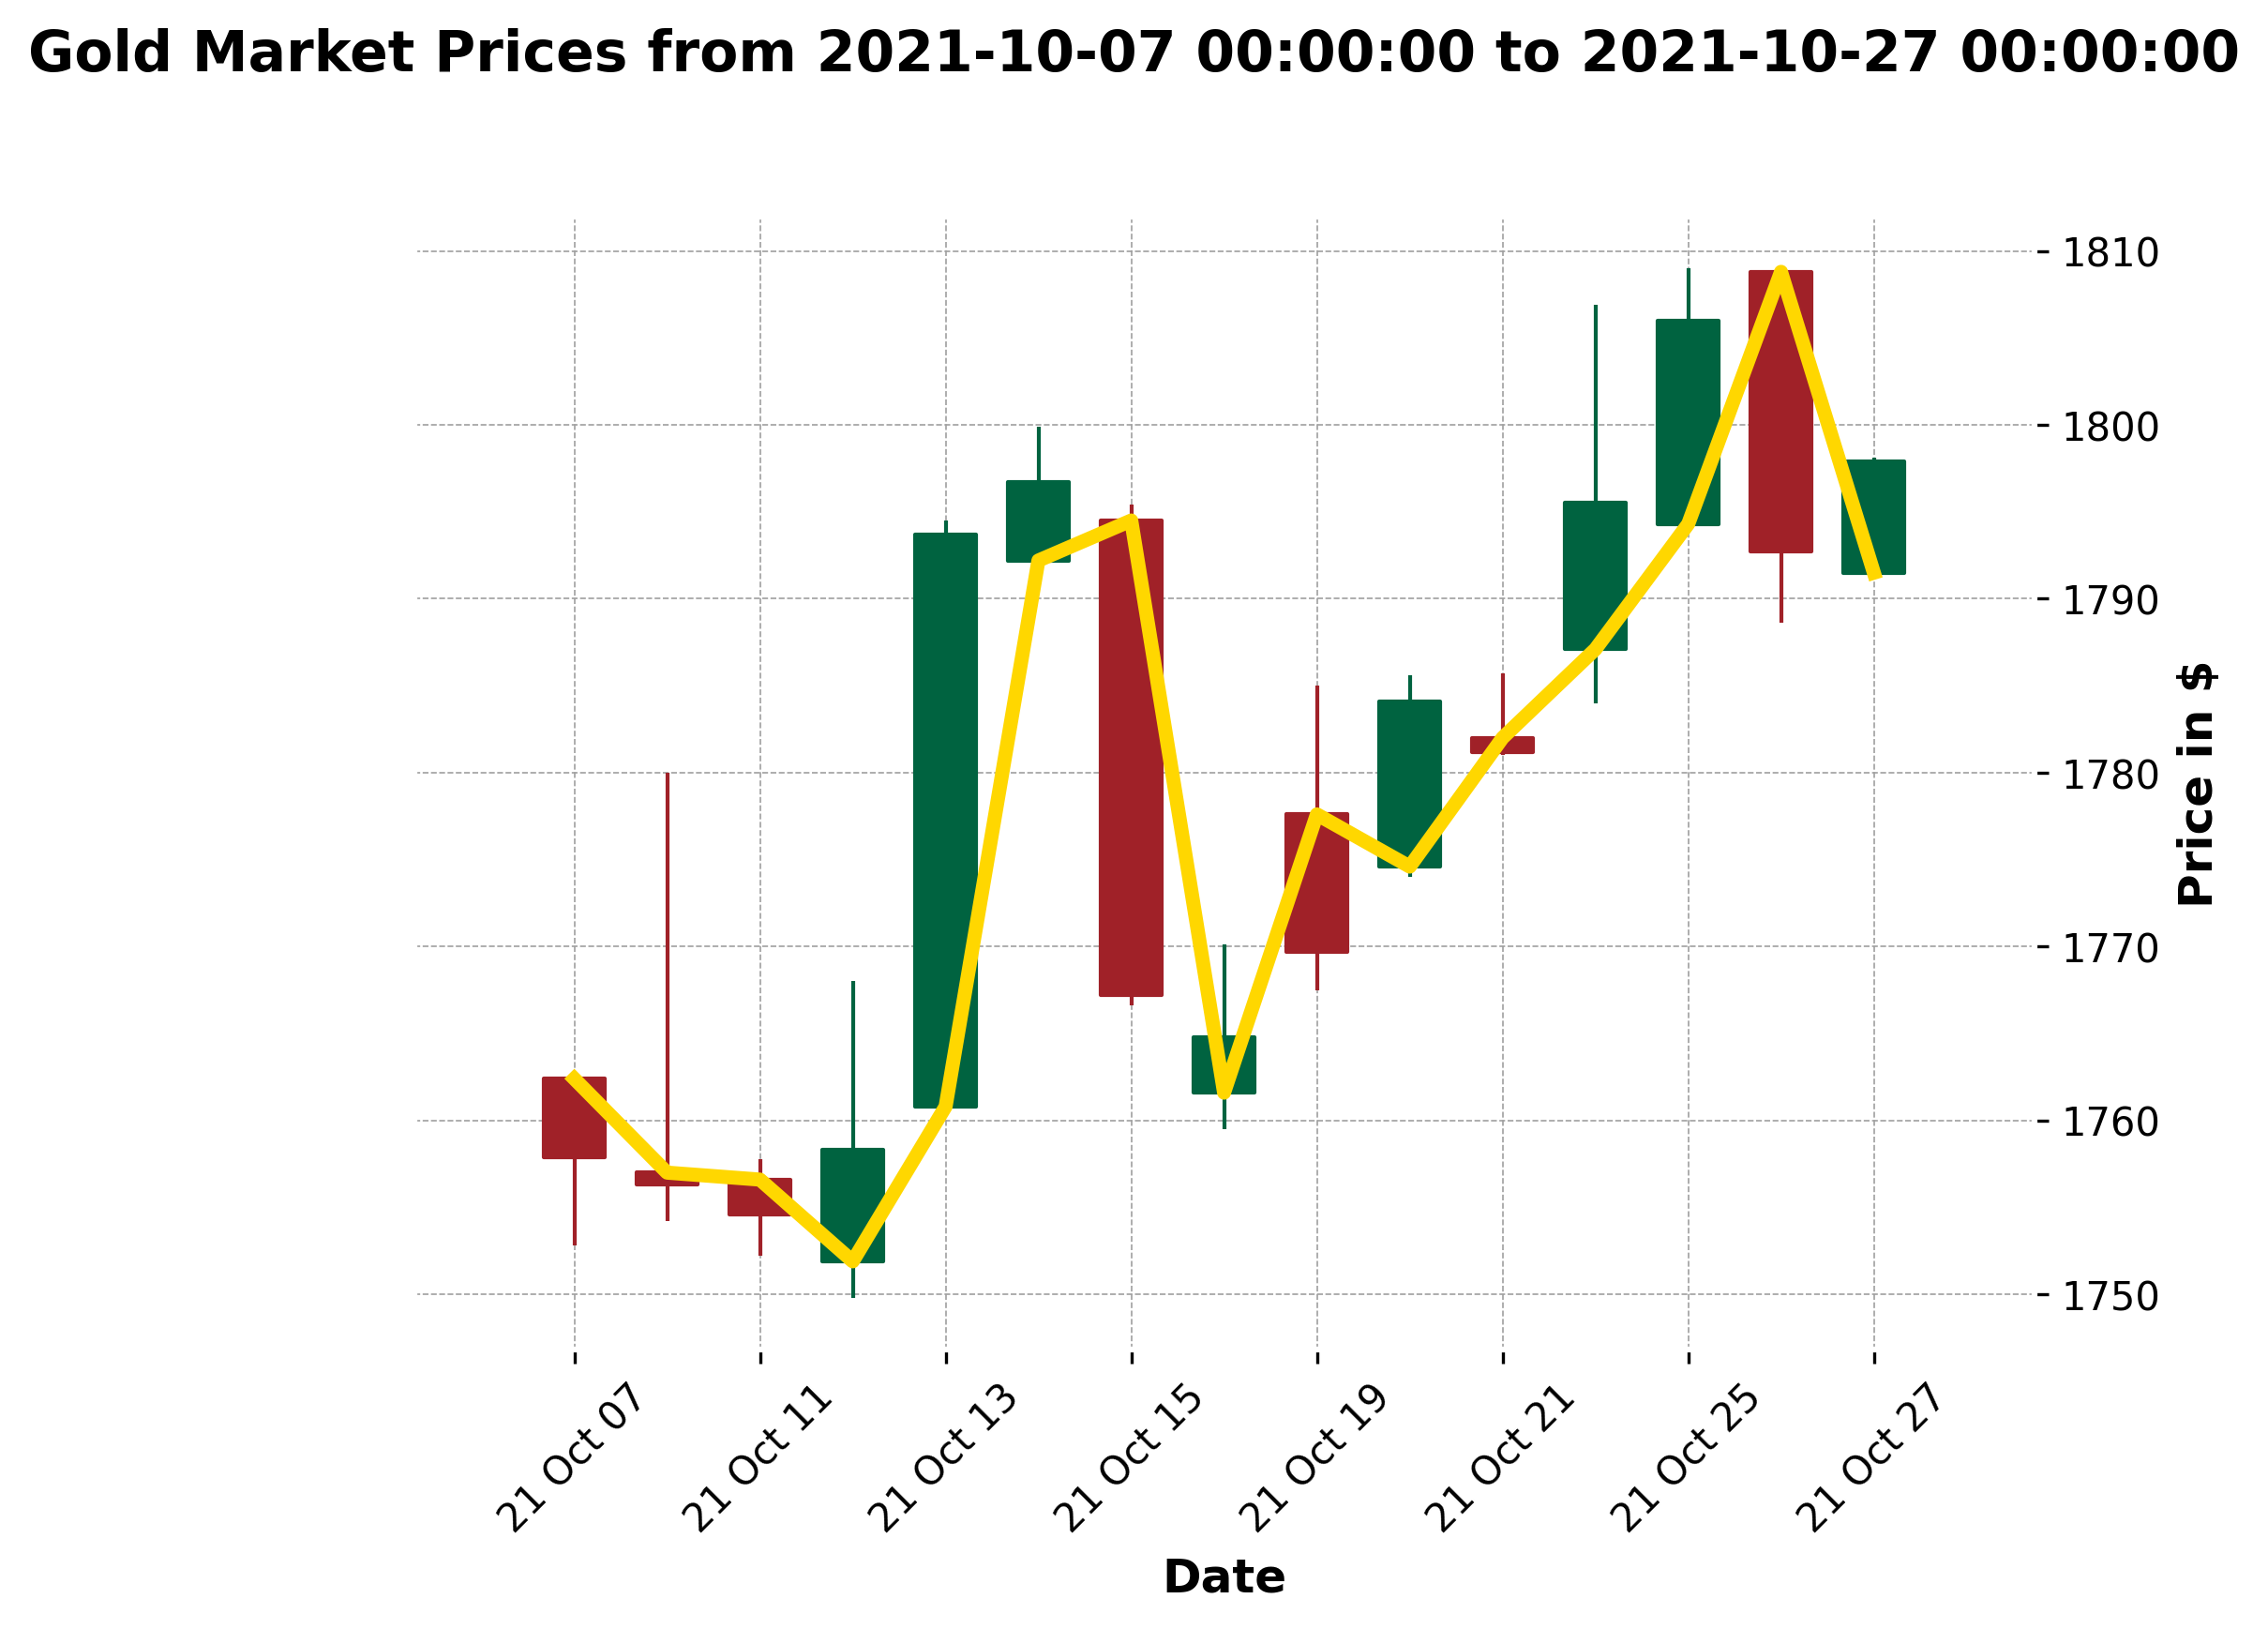 Gold Market Prices from 2021-10-07 00:00:00 to 2021-10-27 00:00:00
1810
1800
1790
1780
1770
1760
1750
Price in $
21 Oct 07
21 Oct 11
21 Oct 13
21 Oct 15
21 Oct 19
21 Oct 21
21 Oct 25
21 Oct 27
Date